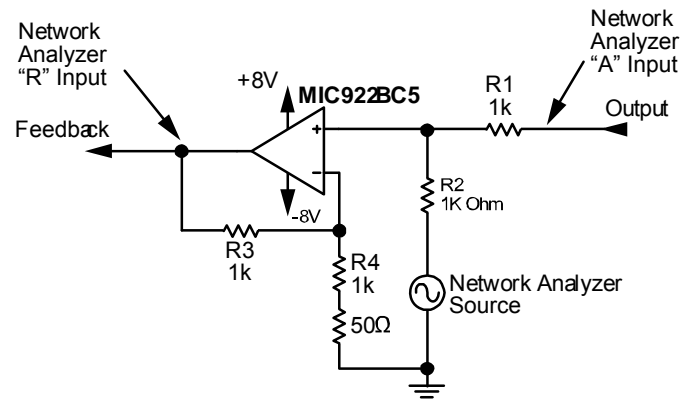 Network
Analyzer
“R” Input
Network
Analyzer
“A” Input
+8V
MIC922BC5
R1
1k
Output
Feedback
+
-
R2
1K Ohm
-8V
R3
1k
R4
1k
Network Analyzer
Source
50Ω